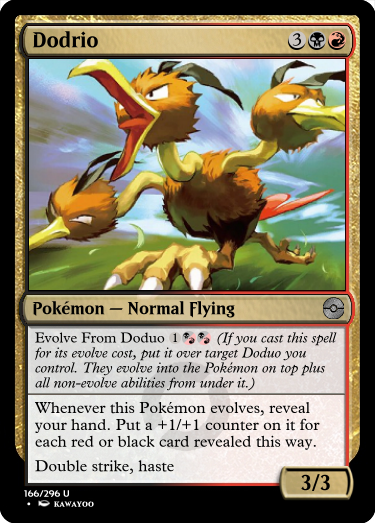 Dodrio 3
Pokémon — Normal Flying
Evolve From Doduo 1 (If you cast this spell
for its evolve cost, put it over target Doduo you
control. They evolve into the Pokémon on top plus
all non-evolve abilities from under it.)
Whenever this Pokémon evolves, reveal
your hand. Put a +1/+1 counter on it for
each red or black card revealed this way.
Double strike, haste
3/3
166/296 U
• KAWAYOO